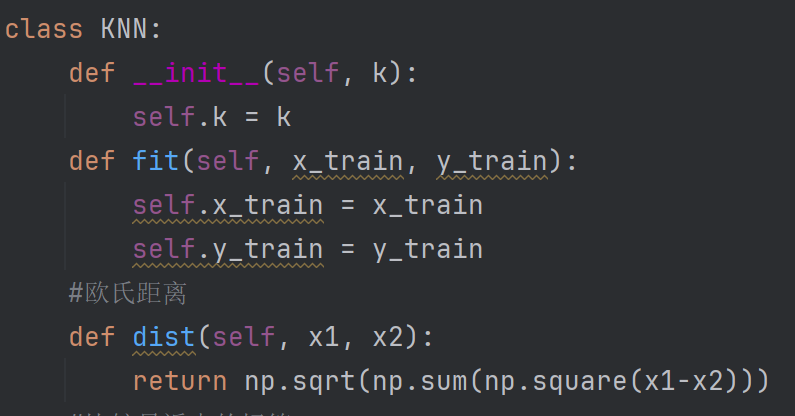 class KNN:
    def __init__(self, k):
        self.k = k
    def fit(self, x_train, y_train):
        self.x_train = x_train
        self.y_train = y_train
    #欧氏距离
    def dist(self, x1, x2):
        return np.sqrt(np.sum(np.square(x1-x2)))